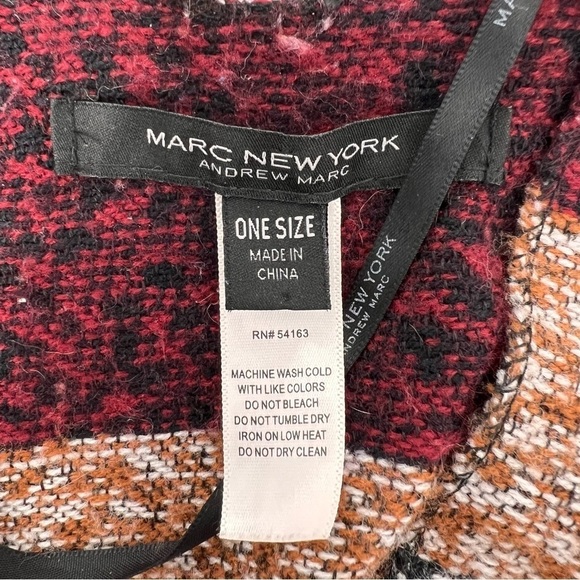 MARC NEW YORK
ANDREW MARC
ONE SIZE
MADE IN
CHINA
RN# 54163
MACHINE WASH COLD
WITH LIKE COLORS
DO NOT BLEACH
DO NOT TUMBLE DRY
IRON ON LOW HEAT
DO NOT DRY CLEAN
NEW YORK
ANDREW MARC
MA